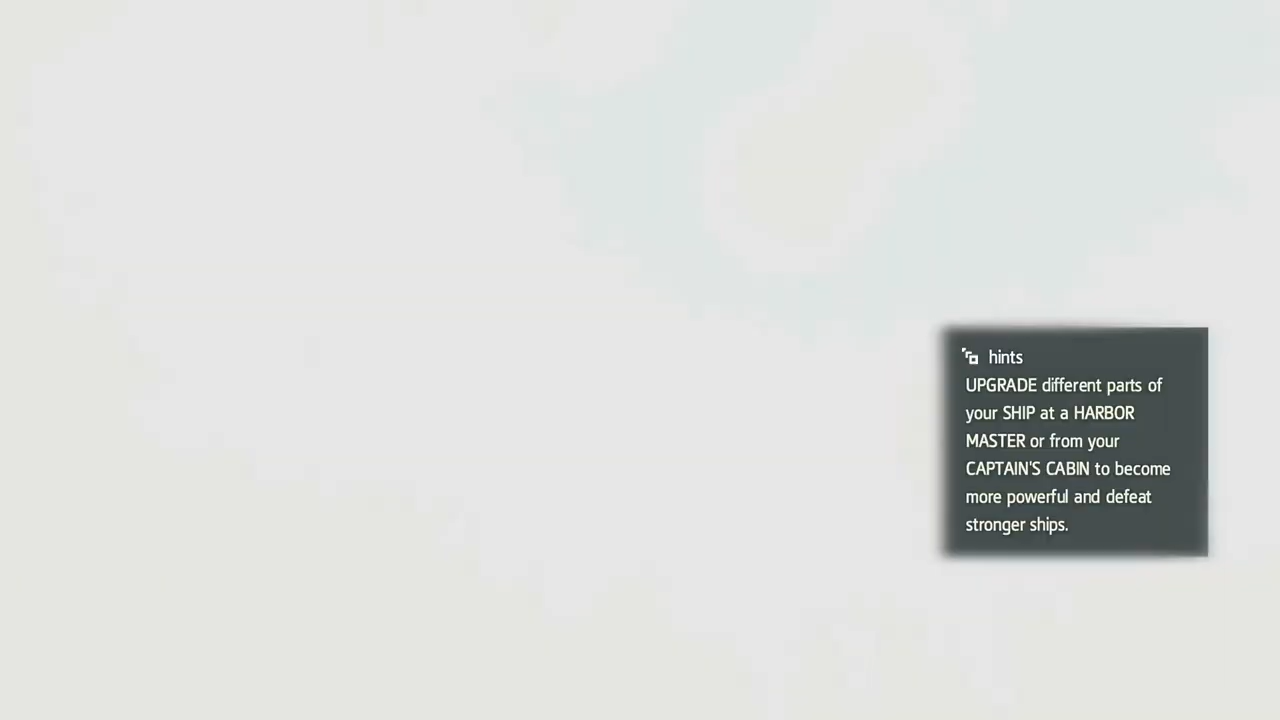 hints
UPGRADE different parts of
your SHIP at a HARBOR
MASTER or from your
CAPTAIN'S CABIN to become
more powerful and defeat
stronger ships.